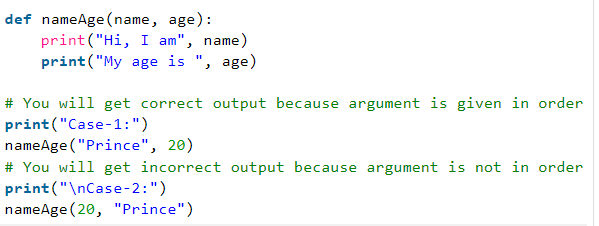 def nameAge(name, age):
    print("Hi, I am", name)
    print("My age is ", age)

# You will get correct output because argument is given in order
print("Case-1:")
nameAge("Prince", 20)
# You will get incorrect output because argument is not in order
print("\nCase-2:")
nameAge(20, "Prince")